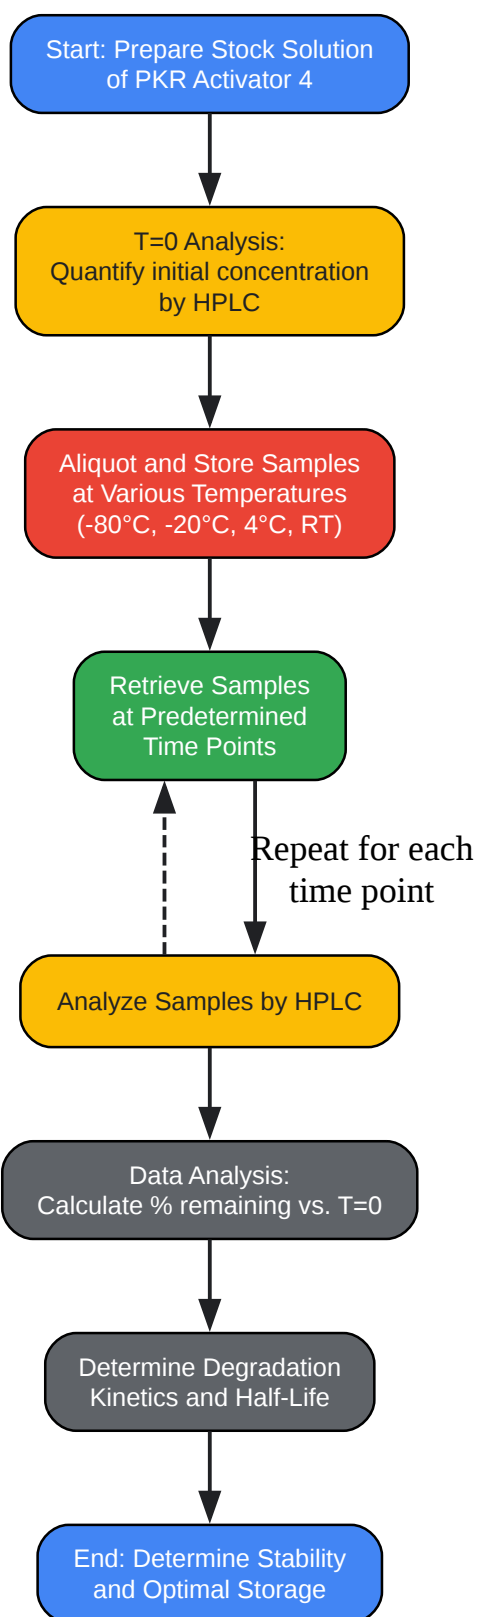 Start: Prepare Stock Solution
of PKR Activator 4
T=0 Analysis:
Quantify initial concentration
by HPLC
Aliquot and Store Samples
at Various Temperatures
(-80°C, -20°C, 4°C, RT)
Retrieve Samples
at Predetermined
Time Points
Repeat for each
time point
Analyze Samples by HPLC
Data Analysis:
Calculate % remaining vs. T=0
Determine Degradation
Kinetics and Half-Life
End: Determine Stability
and Optimal Storage